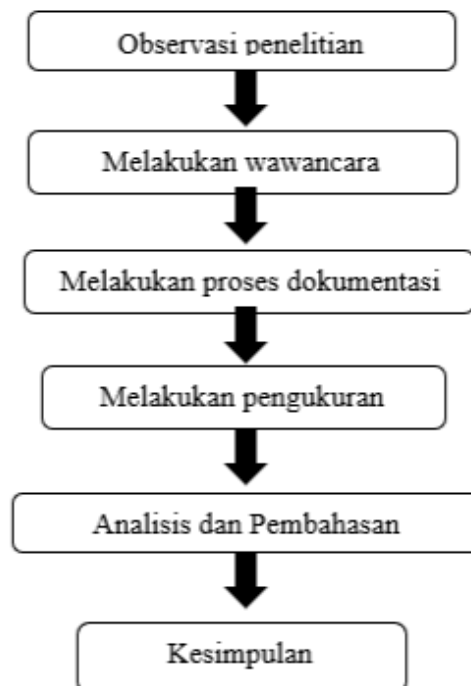 Observasi penelitian
Melakukan wawancara
Melakukan proses dokumentasi
Melakukan pengukuran
Analisis dan Pembahasan
Kesimpulan